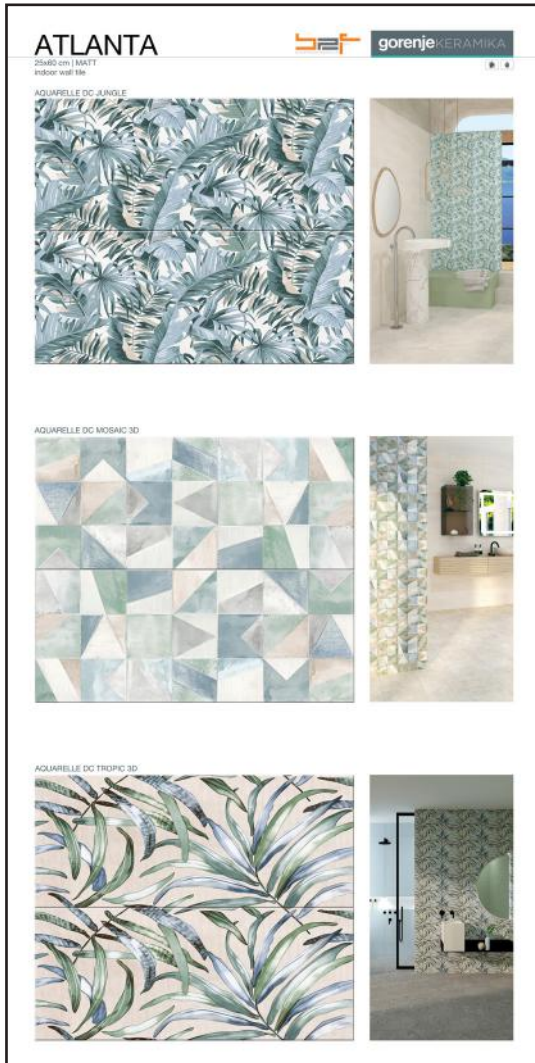 ATLANTA
b2f
gorenjeKERAMIKA
25x60 cm | MATT
indoor wall tile
AQUARELLE DC JUNGLE
AQUARELLE DC MOSAIC 3D
AQUARELLE DC TROPIC 3D